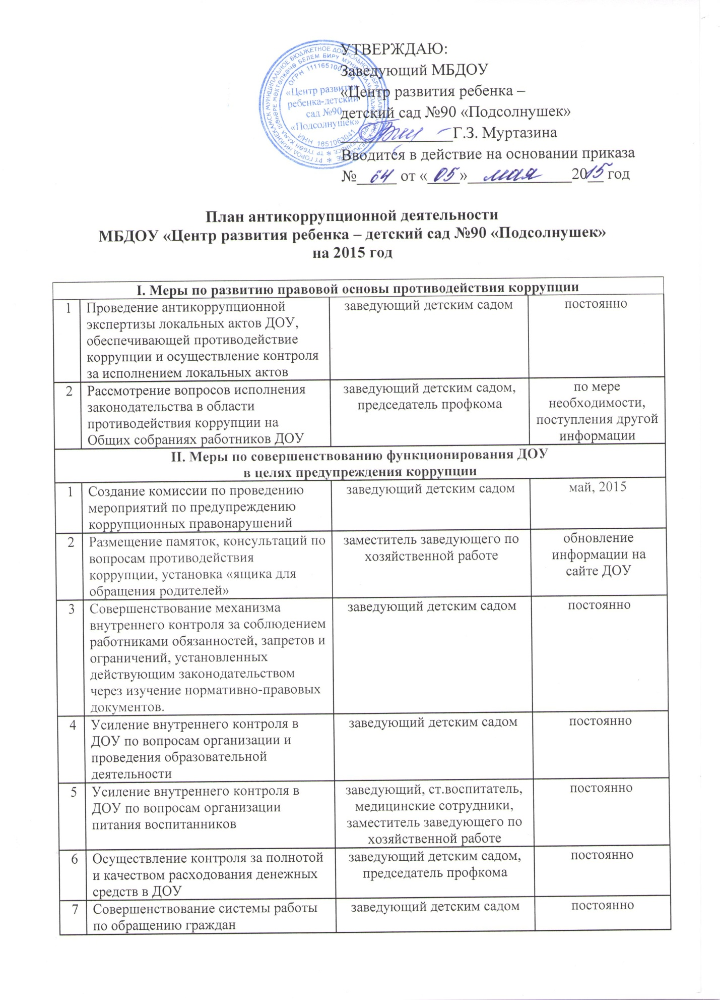 УТВЕРЖДАЮ:
Заведующий МБДОУ
«Центр развития ребенка –
детский сад №90 «Подсолнушек»
Г.З. Муртазина
Вводится в действие на основании приказа
№ 64 от «05» мая 2015 год
«Центр развития
ребенка-детский
сад №90
«Подсолнушек»
ИНН 1651063041
План антикоррупционной деятельности
МБДОУ «Центр развития ребенка – детский сад №90 «Подсолнушек»
на 2015 год
I. Меры по развитию правовой основы противодействия коррупции
1 Проведение антикоррупционной заведующий детским садом постоянно
экспертизы локальных актов ДОУ,
обеспечивающей противодействие
коррупции и осуществление контроля
за исполнением локальных актов
2 Рассмотрение вопросов исполнения заведующий детским садом, по мере
законодательства в области председатель профкома необходимости,
противодействия коррупции на поступления другой
Общих собраниях работников ДОУ информации
II. Меры по совершенствованию функционирования ДОУ
в целях предупреждения коррупции
1 Создание комиссии по проведению заведующий детским садом май, 2015
мероприятий по предупреждению
коррупционных правонарушений
2 Размещение памяток, консультаций по заместитель заведующего по обновление
вопросам противодействия хозяйственной работе информации на
коррупции, установка «ящика для сайте ДОУ
обращения родителей»
3 Совершенствование механизма заведующий детским садом постоянно
внутреннего контроля за соблюдением
работниками обязанностей, запретов и
ограничений, установленных
действующим законодательством
через изучение нормативно-правовых
документов.
4 Усиление внутреннего контроля в заведующий детским садом постоянно
ДОУ по вопросам организации и
проведения образовательной
деятельности
5 Усиление внутреннего контроля в заведующий, ст.воспитатель, постоянно
ДОУ по вопросам организации медицинские сотрудники,
питания воспитанников заместитель заведующего по
хозяйственной работе
6 Осуществление контроля за полнотой заведующий детским садом, постоянно
и качеством расходования денежных председатель профкома
средств в ДОУ
7 Совершенствование системы работы заведующий детским садом постоянно
по обращению граждан